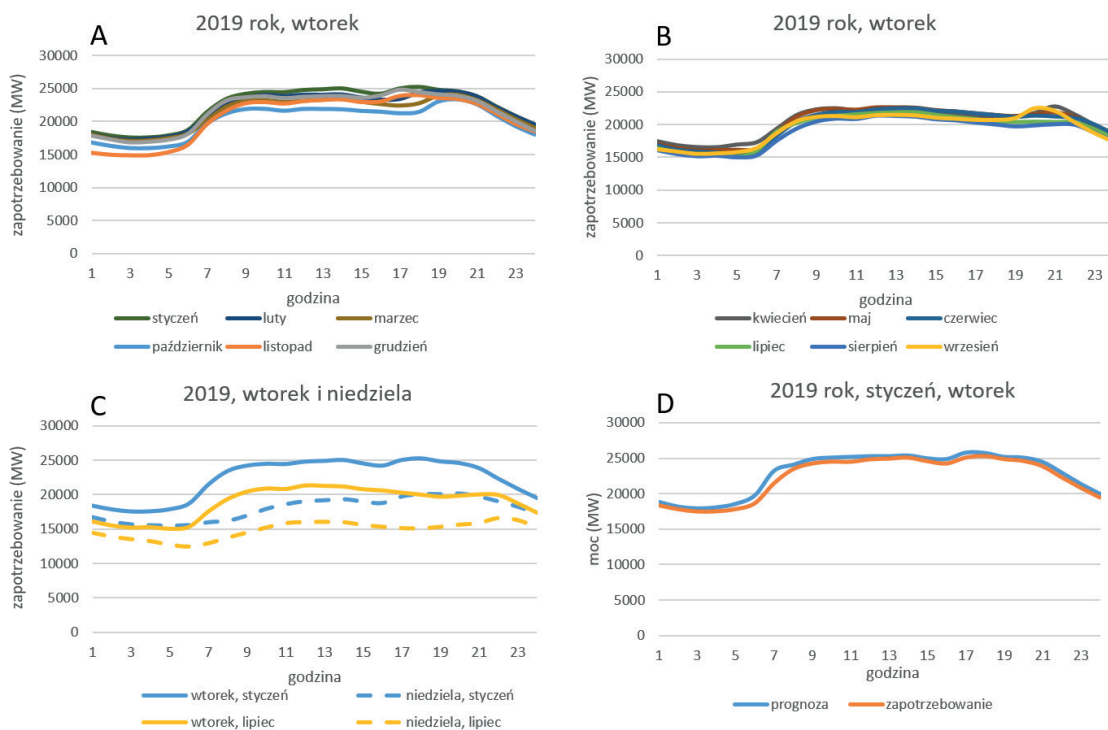 A
2019 rok, wtorek
zapotrzebowanie (MW)
30000
25000
20000
15000
10000
5000
0
1 3 5 7 9 11 13 15 17 19 21 23
godzina
styczeń luty marzec
październik listopad grudzień
B
2019 rok, wtorek
zapotrzebowanie (MW)
30000
25000
20000
15000
10000
5000
0
1 3 5 7 9 11 13 15 17 19 21 23
godzina
kwiecień maj czerwiec
lipiec sierpień wrzesień
C
2019, wtorek i niedziela
zapotrzebowanie (MW)
30000
25000
20000
15000
10000
5000
0
1 3 5 7 9 11 13 15 17 19 21 23
godzina
wtorek, styczeń niedziela, styczeń
wtorek, lipiec niedziela, lipiec
D
2019 rok, styczeń, wtorek
moc (MW)
30000
25000
20000
15000
10000
5000
0
1 3 5 7 9 11 13 15 17 19 21 23
godzina
prognoza zapotrzebowanie